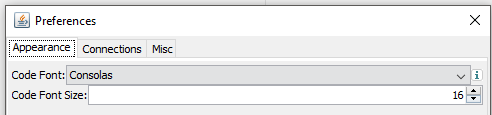 Preferences
Appearance Connections Misc
Code Font: Consolas
Code Font Size: 16